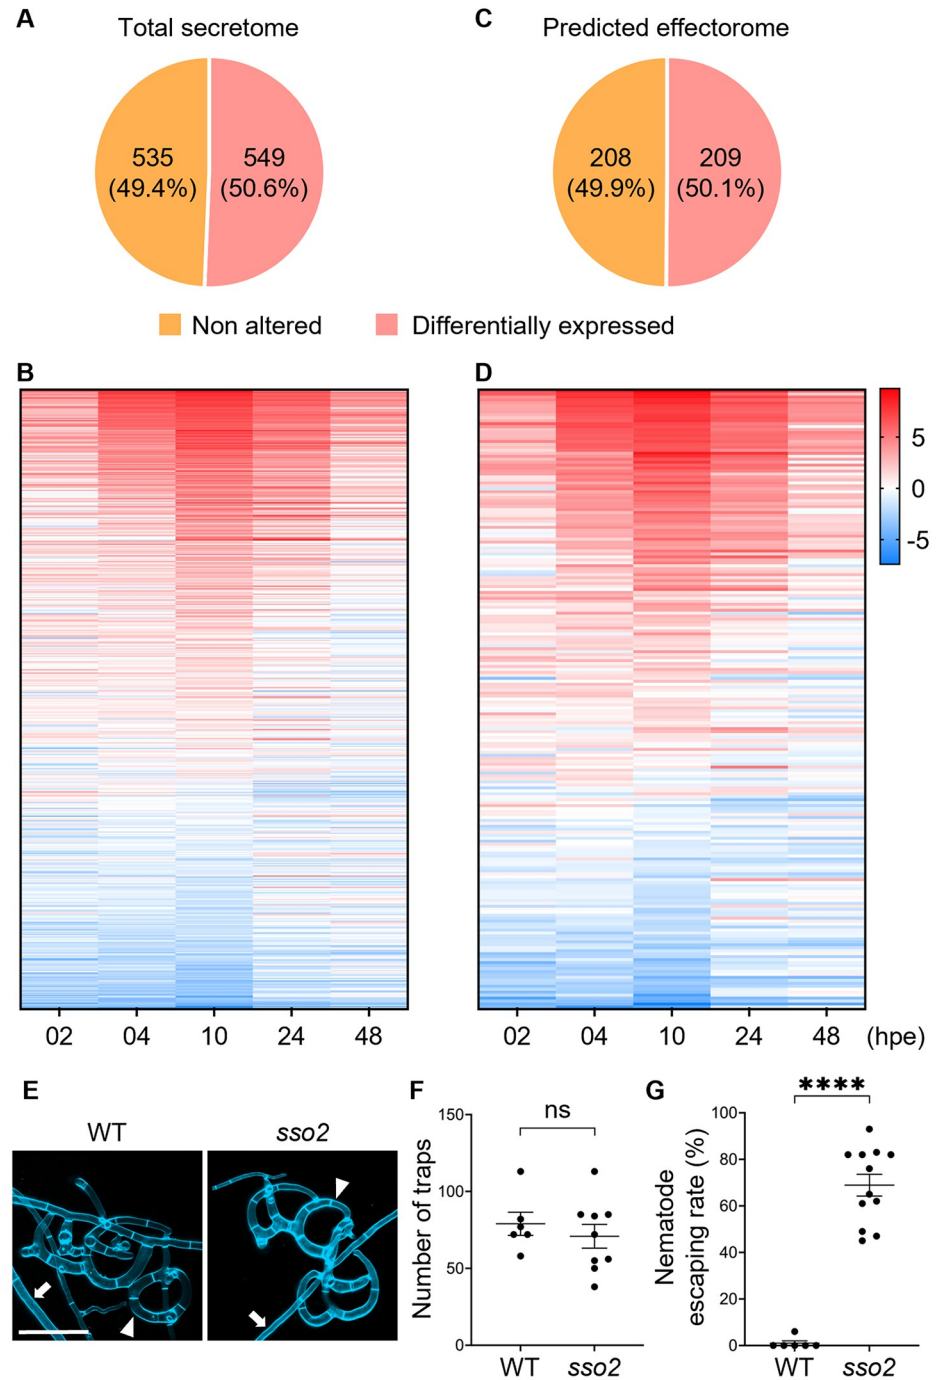 A
Total secretome
535
(49.4%)
549
(50.6%)
C
Predicted effectorome
208
(49.9%)
209
(50.1%)
Non altered
Differentially expressed
B
02 04 10 24 48
D
5
0
-5
02 04 10 24 48 (hpe)
E
WT
sso2
F
Number of traps
150
100
50
0
ns
WT sso2
G
Nematode
escaping rate (%)
100
80
60
40
20
0
****
WT sso2